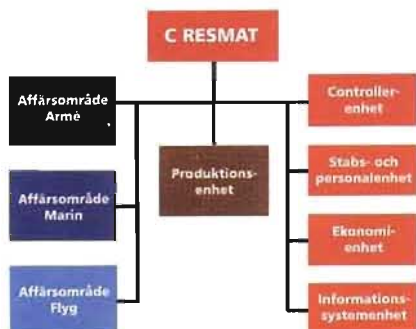 C RESMAT
Affärsområde
Armé
Affärsområde
Marin
Affärsområde
Flyg
Produktions-
enhet
Controller-
enhet
Stabs- och
personalenhet
Ekonomi-
enhet
Informations-
systemenhet